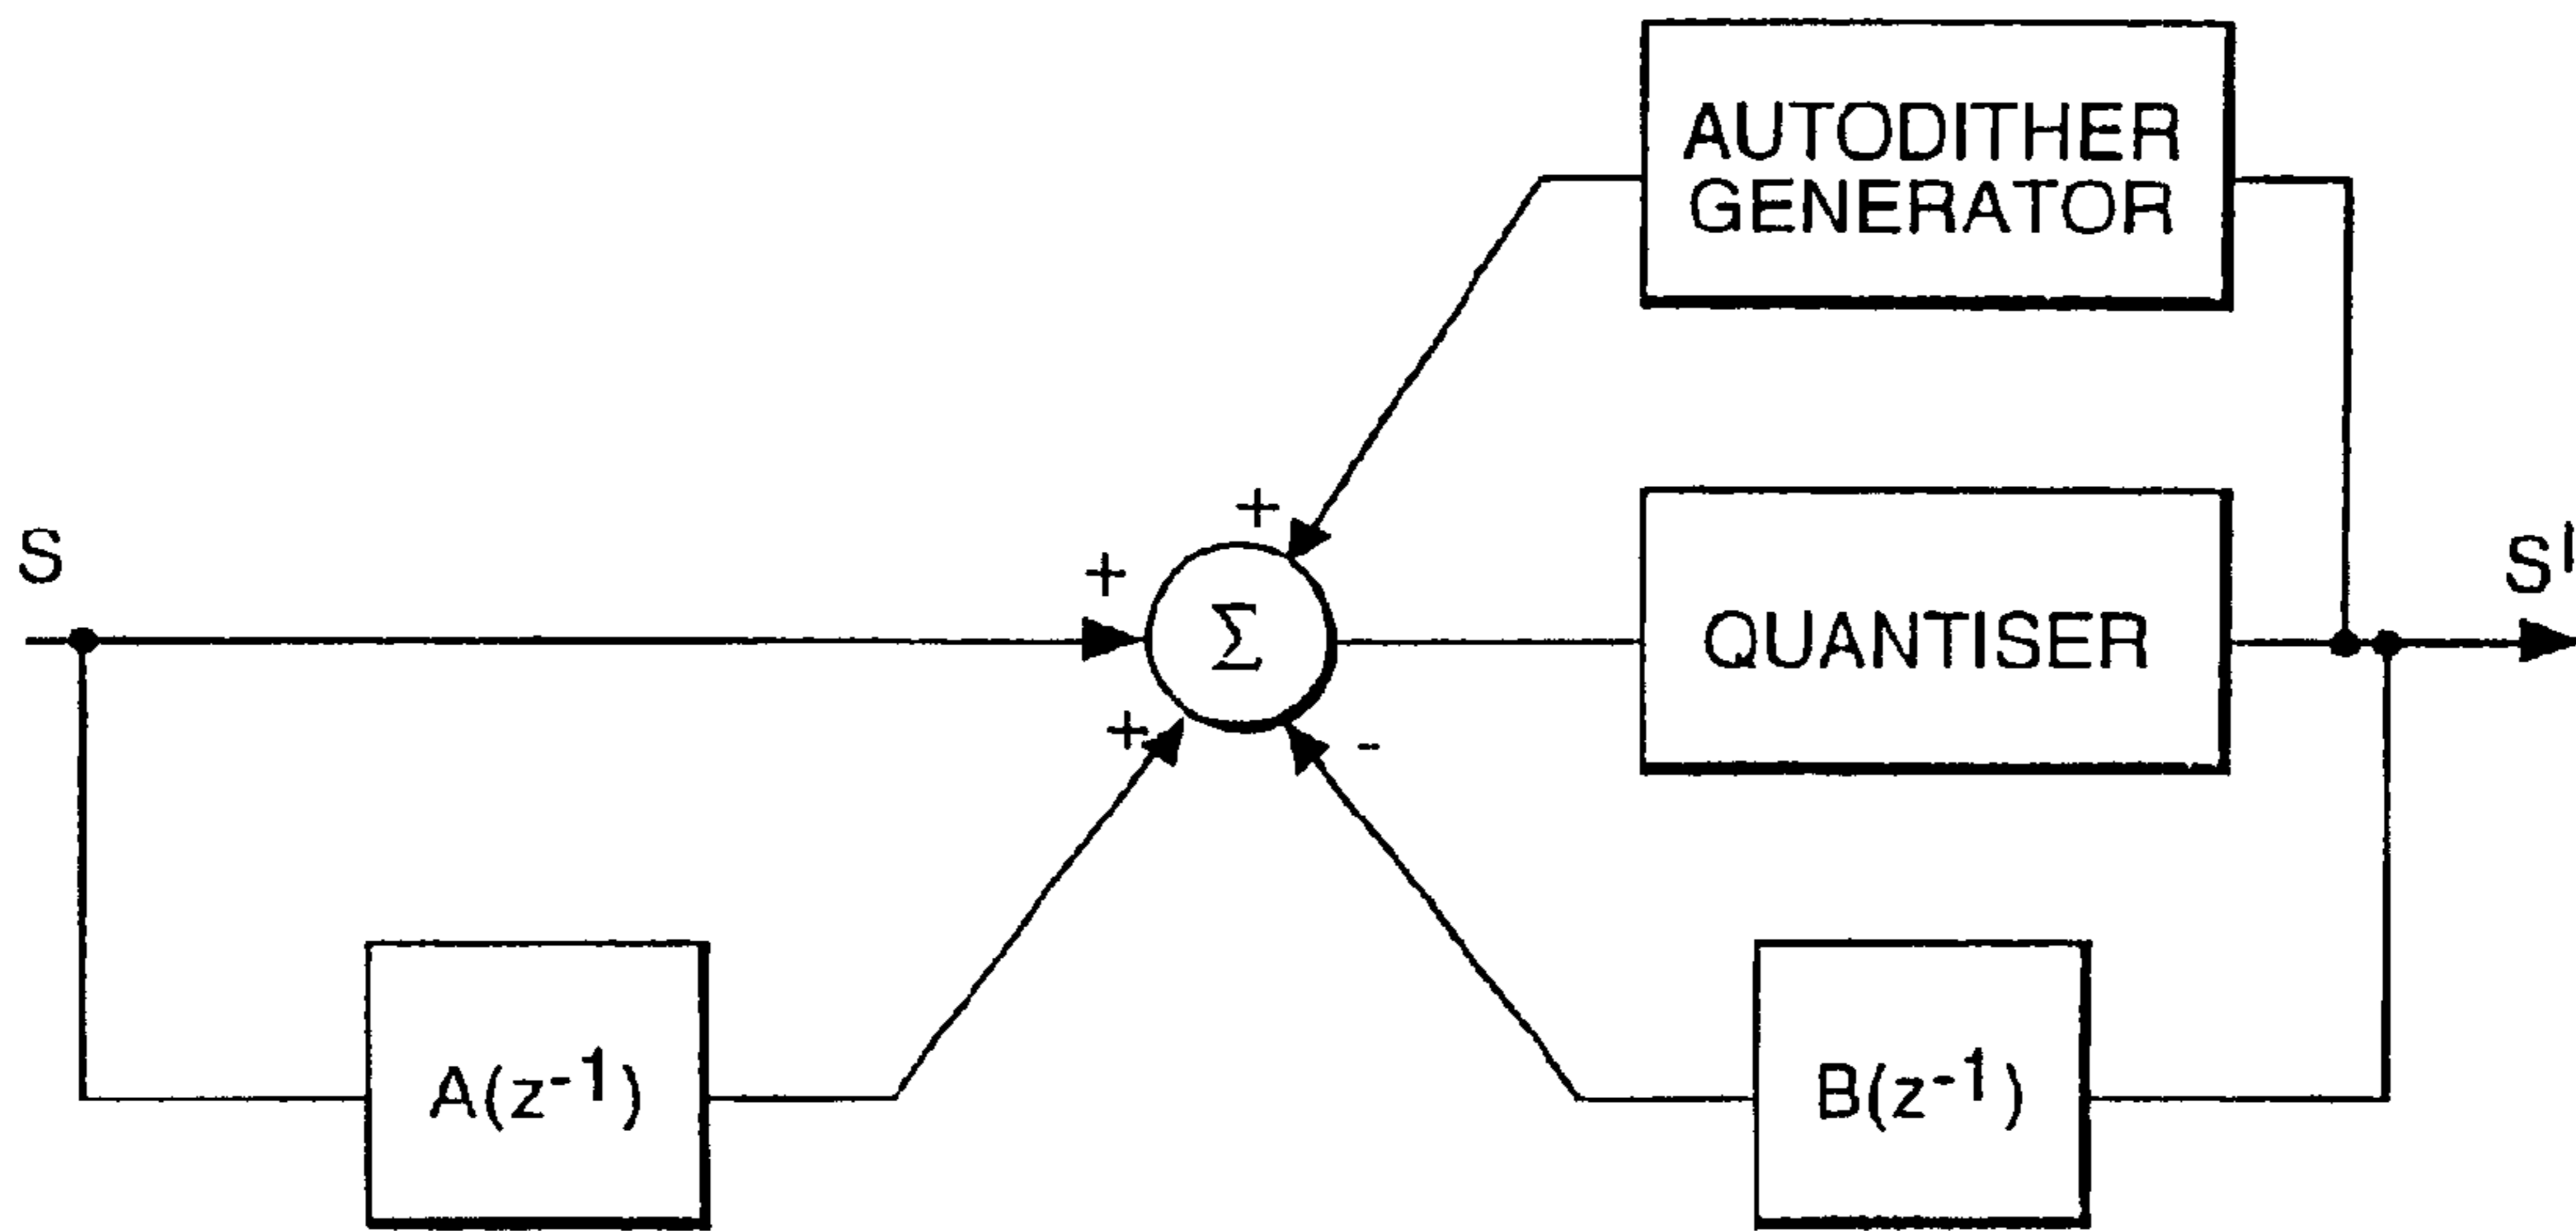 AUTODITHER
GENERATOR
+
S
+
Σ
QUANTISER
S'
+
-
A(z⁻¹)
B(z⁻¹)